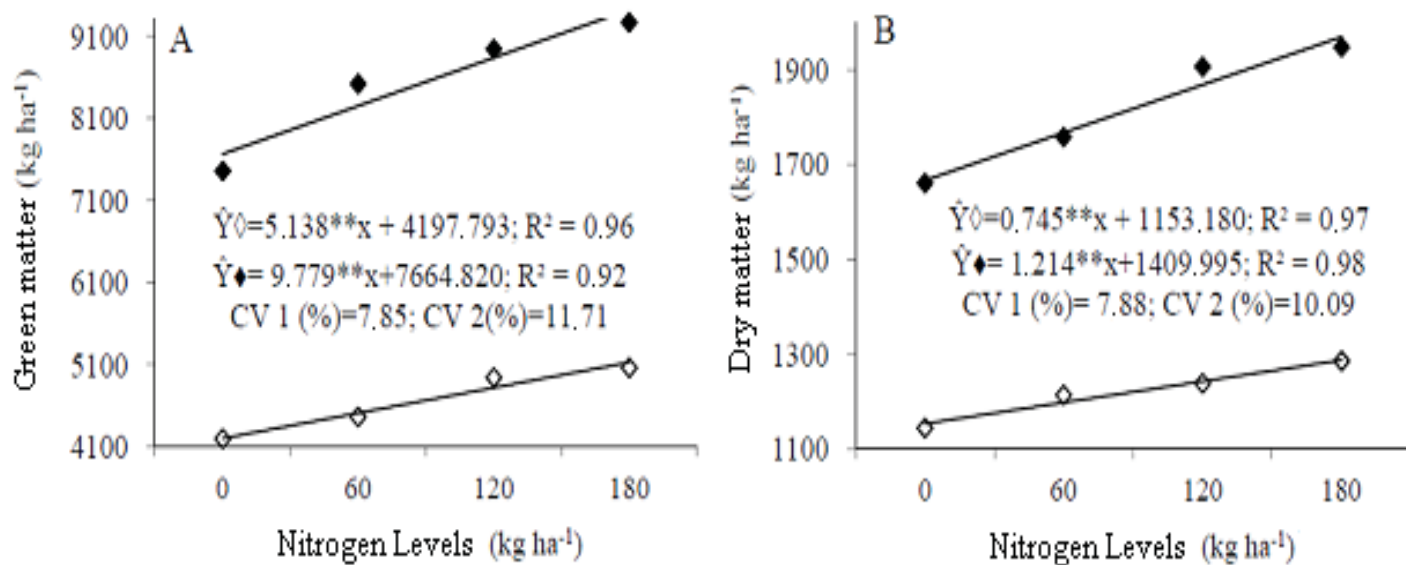 A
Green matter (kg ha⁻¹)
9100
8100
7100
6100
5100
4100
Ŷ◊=5.138**x + 4197.793; R² = 0.96
Ŷ♦= 9.779**x+7664.820; R² = 0.92
CV 1 (%)=7.85; CV 2(%)=11.71
0 60 120 180
Nitrogen Levels (kg ha⁻¹)
B
Dry matter (kg ha⁻¹)
1900
1700
1500
1300
1100
Ŷ◊=0.745**x + 1153.180; R² = 0.97
Ŷ♦= 1.214**x+1409.995; R² = 0.98
CV 1 (%)= 7.88; CV 2 (%)=10.09
0 60 120 180
Nitrogen Levels (kg ha⁻¹)